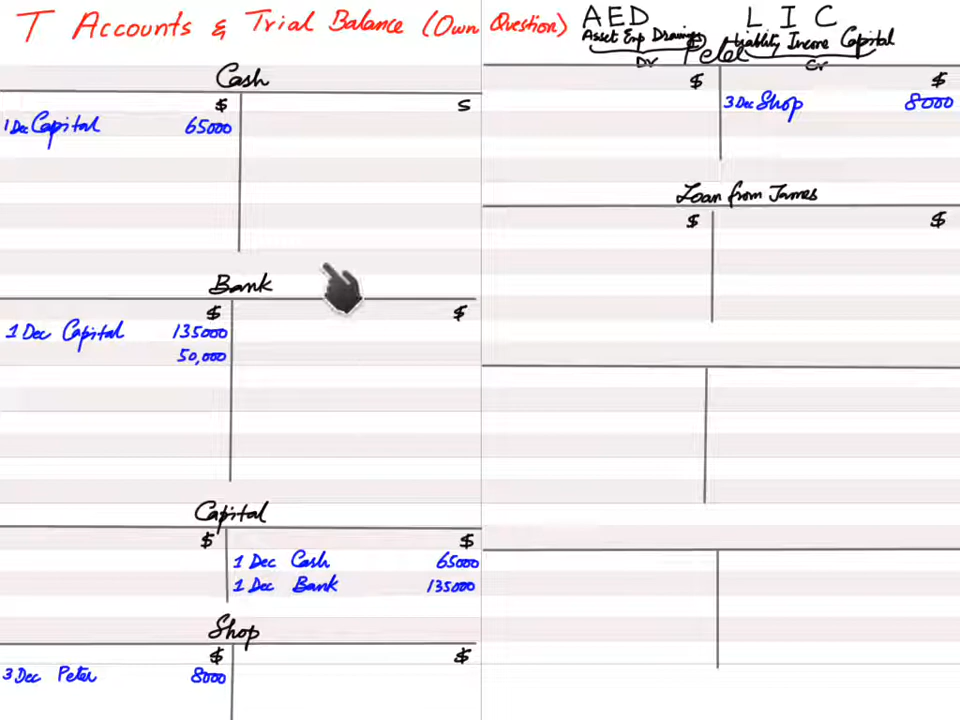 T Accounts & Trial Balance (Own Question)
AED LIC
Asset Exp Drawings Liability Income Capital
Dr Cr
Cash
$ S
1 Dec Capital 65000
Bank
$ $
1 Dec Capital 135000
50,000
Capital
$ $
1 Dec Cash 65000
1 Dec Bank 135000
Shop
$ $
3 Dec Peter 8000
Peter
$ $
3 Dec Shop 8000
Loan from James
$ $